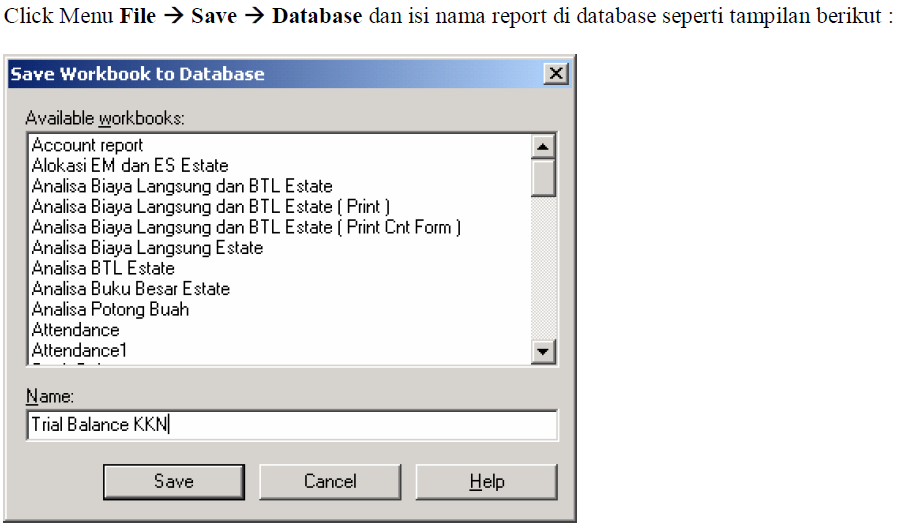 Click Menu File → Save → Database dan isi nama report di database seperti tampilan berikut :
Save Workbook to Database
Available workbooks:
Account report
Alokasi EM dan ES Estate
Analisa Biaya Langsung dan BTL Estate
Analisa Biaya Langsung dan BTL Estate ( Print )
Analisa Biaya Langsung dan BTL Estate ( Print Cnt Form )
Analisa Biaya Langsung Estate
Analisa BTL Estate
Analisa Buku Besar Estate
Analisa Potong Buah
Attendance
Attendance1
Name:
Trial Balance KKN
Save
Cancel
Help